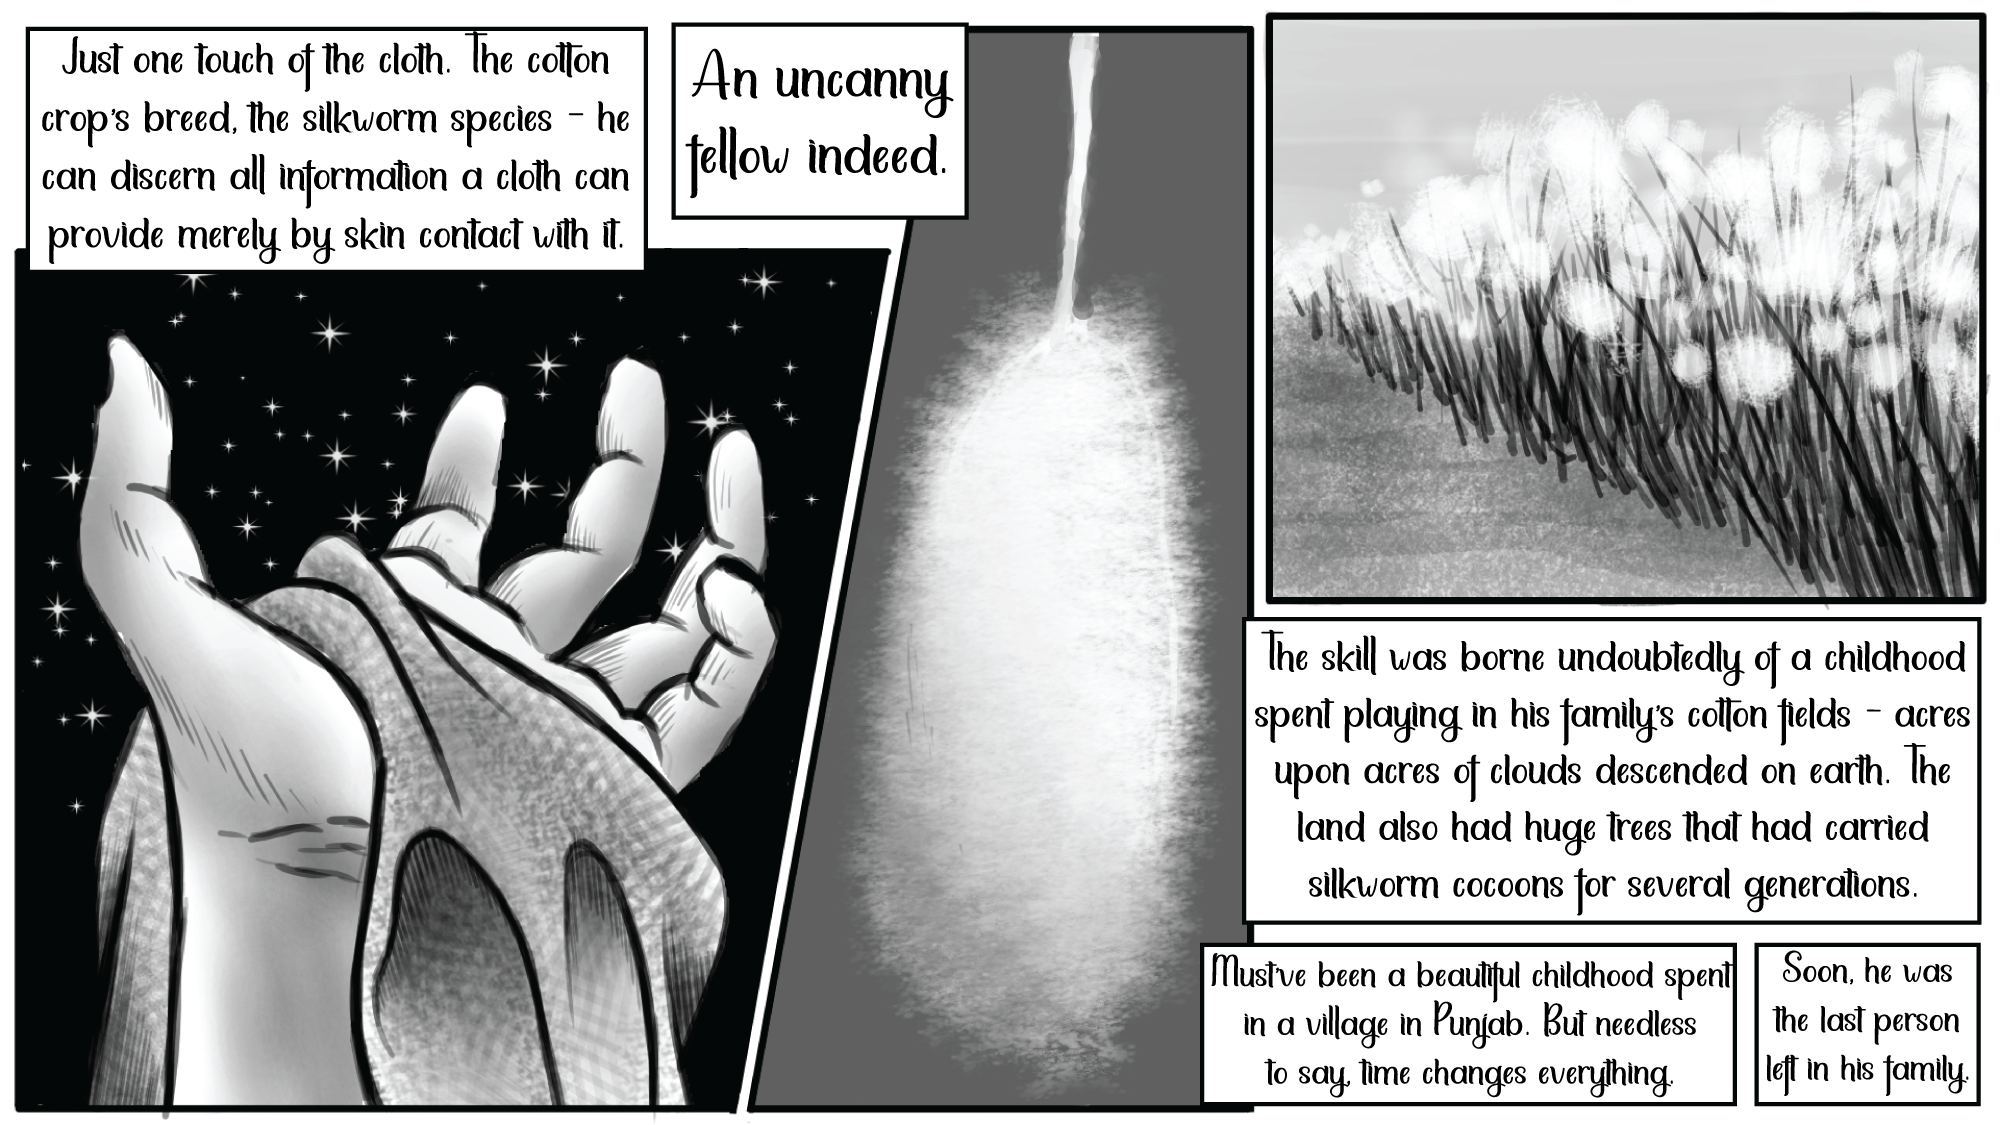 Just one touch of the cloth. The cotton
crop's breed, the silkworm species - he
can discern all information a cloth can
provide merely by skin contact with it.
An uncanny
fellow indeed.
The skill was borne undoubtedly of a childhood
spent playing in his family's cotton fields - acres
upon acres of clouds descended on earth. The
land also had huge trees that had carried
silkworm cocoons for several generations.
Must've been a beautiful childhood spent
in a village in Punjab. But needless
to say, time changes everything.
Soon, he was
the last person
left in his family.